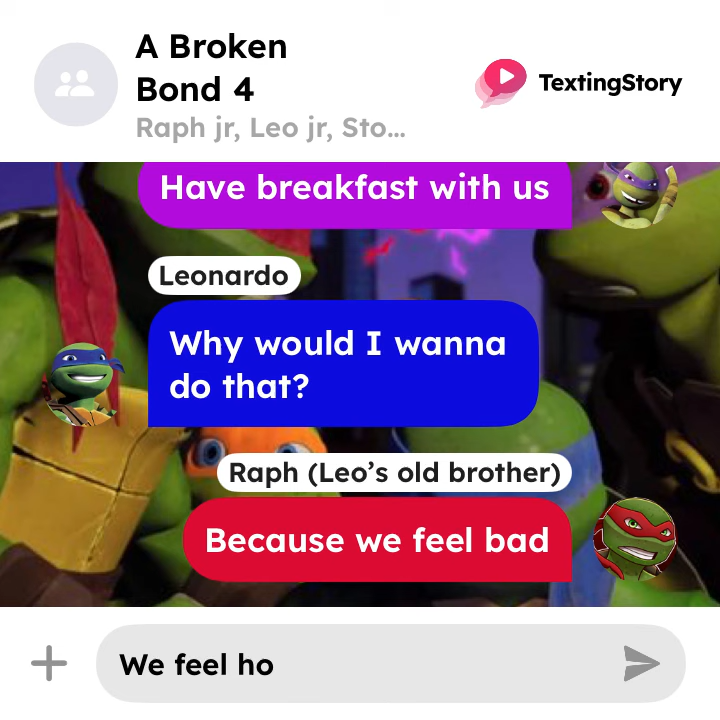 A Broken
Bond 4
Raph jr, Leo jr, Sto...
TextingStory
Have breakfast with us
Leonardo
Why would I wanna
do that?
Raph (Leo’s old brother)
Because we feel bad
We feel ho